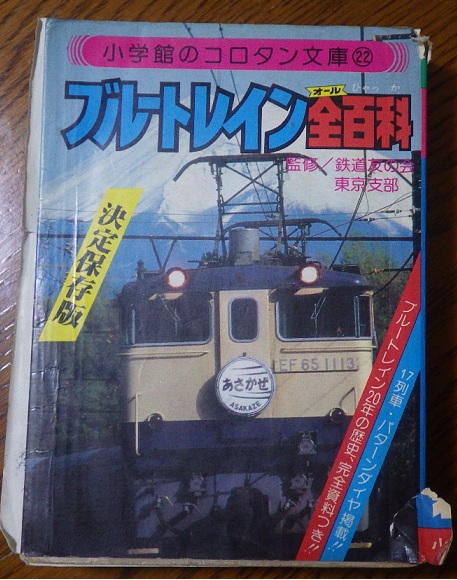 小学館のコロタン文庫㉒
オール ひゃっか
ブルートレイン全百科
監修/鉄道友の会
東京支部
決定保存版
EF65 1113
あさかぜ
ASAKAZE
17列車・パターンダイヤ掲載!!
ブルートレイン20年の歴史、完全資料つき!!
小